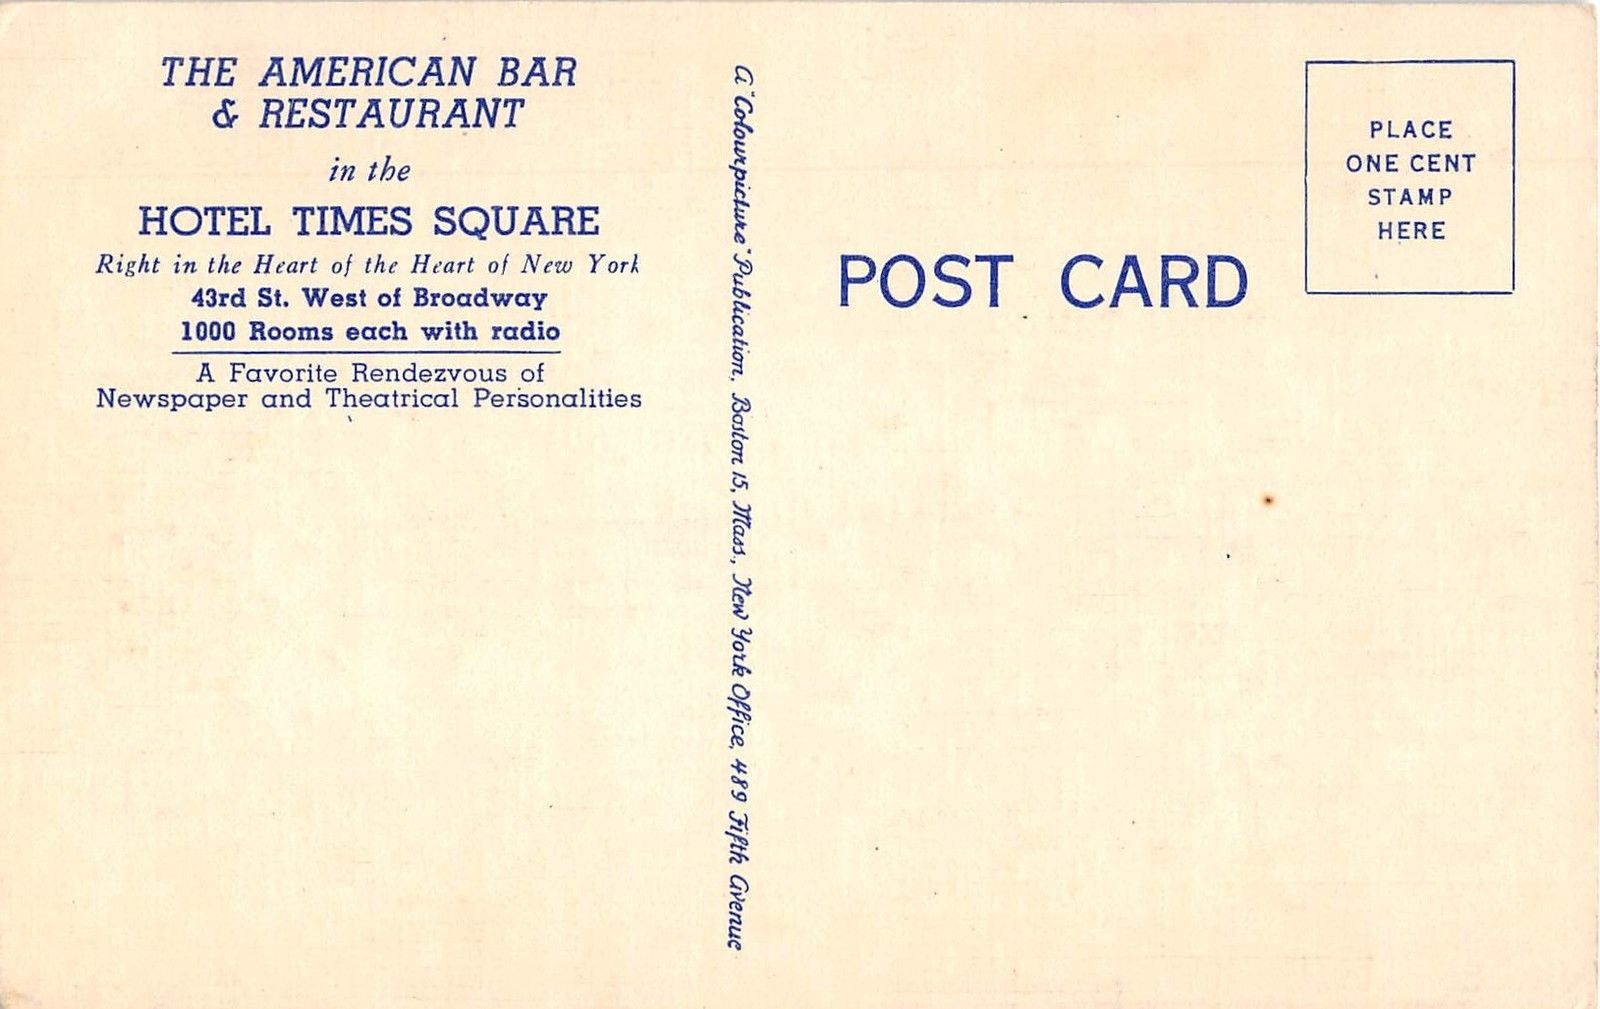 THE AMERICAN BAR
& RESTAURANT
in the
HOTEL TIMES SQUARE
Right in the Heart of the Heart of New York
43rd St. West of Broadway
1000 Rooms each with radio
A Favorite Rendezvous of
Newspaper and Theatrical Personalities
A "Colourpicture" Publication, Boston 15, Mass., New York Office, 489 Fifth Avenue
POST CARD
PLACE
ONE CENT
STAMP
HERE